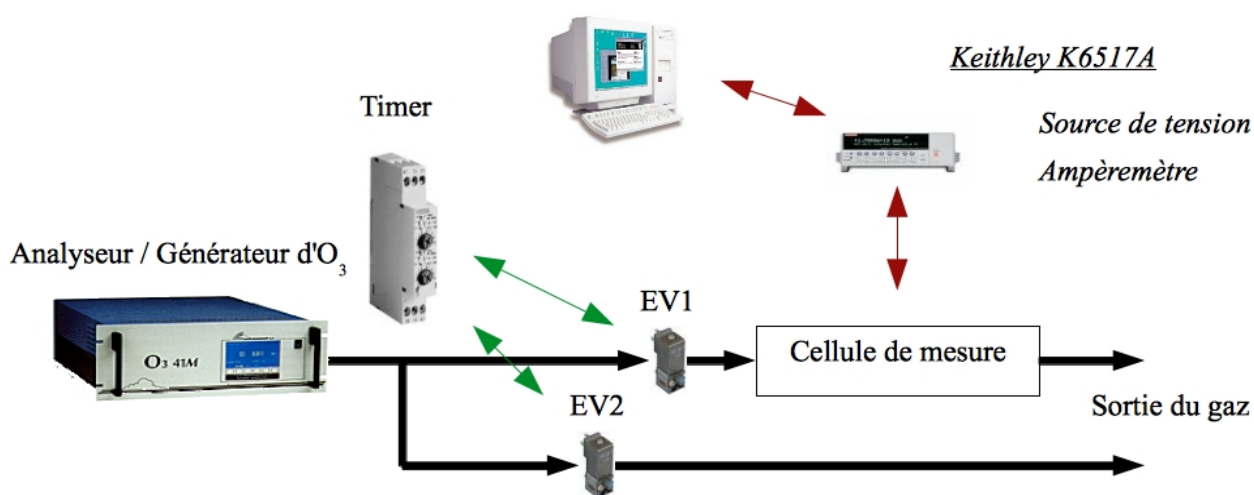 Keithley K6517A
Timer
Source de tension
Ampèremètre
Analyseur / Générateur d'O3
EV1
O3 41M
Cellule de mesure
EV2
Sortie du gaz